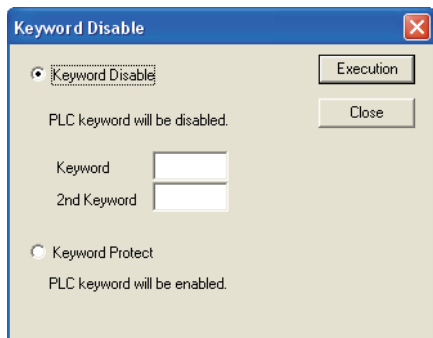 Keyword Disable
Keyword Disable
Execution
PLC keyword will be disabled.
Close
Keyword
2nd Keyword
Keyword Protect
PLC keyword will be enabled.